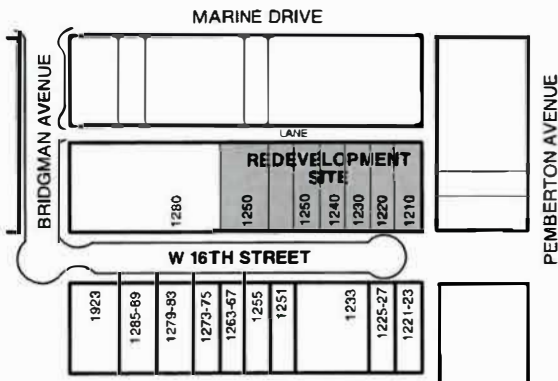 MARINE DRIVE
BRIDGMAN AVENUE
PEMBERTON AVENUE
LANE
REDEVELOPMENT
SITE
1280
1250
1250
1240
1230
1220
1210
W 16TH STREET
1923
1285-89
1279-83
1273-75
1263-67
1255
1251
1233
1225-27
1221-23